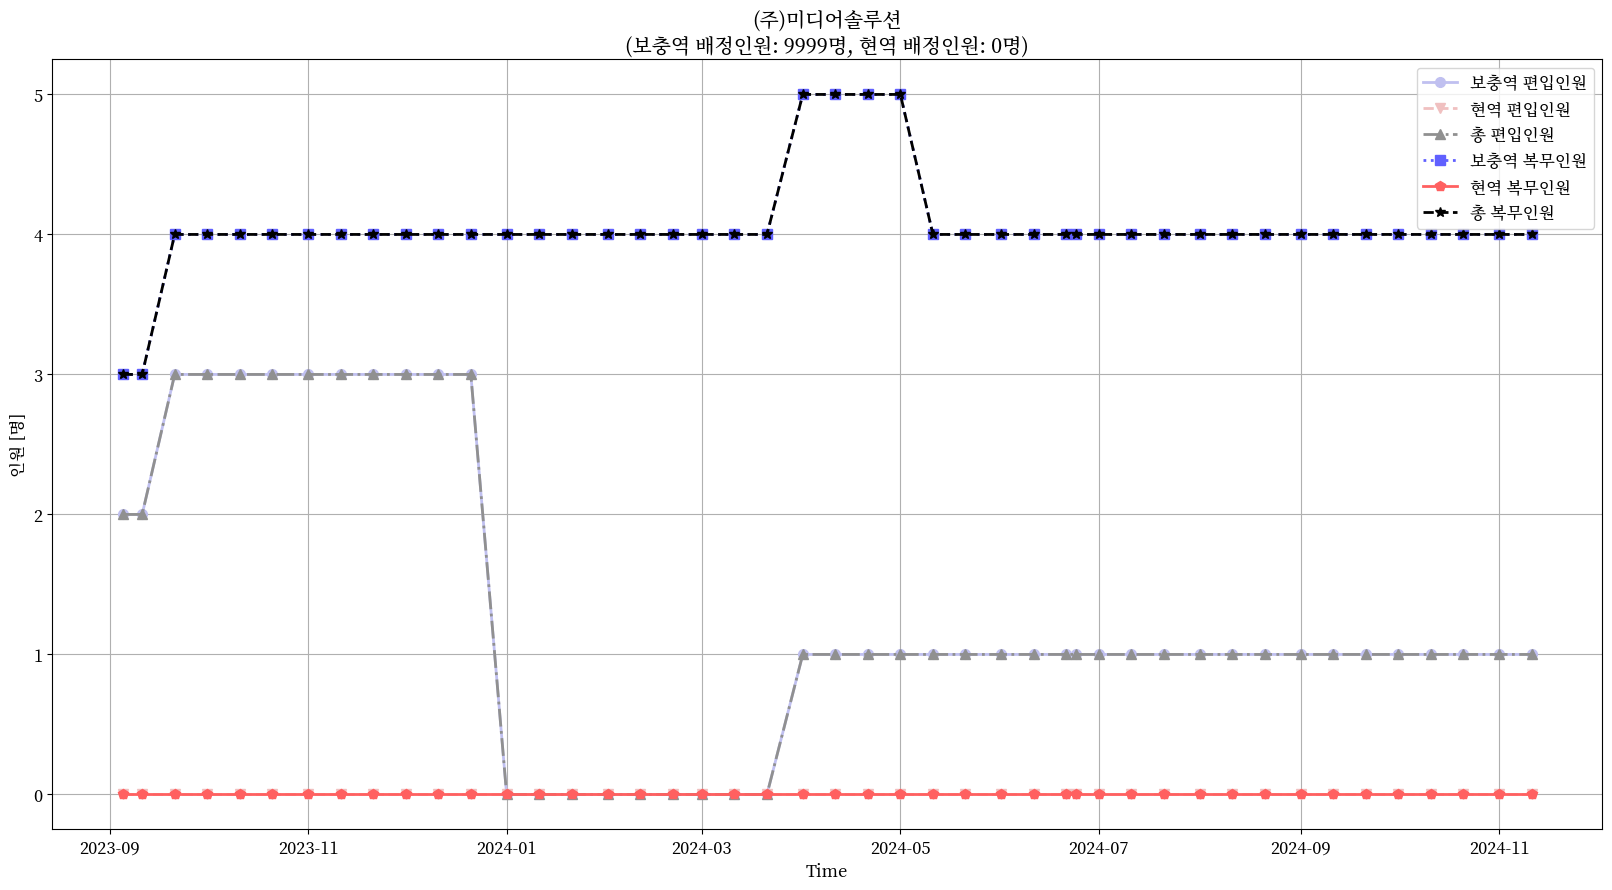 (주)미디어솔루션
(보충역 배정인원: 9999명, 현역 배정인원: 0명)
보충역 편입인원
현역 편입인원
총 편입인원
보충역 복무인원
현역 복무인원
총 복무인원
인원 [명]
5
4
3
2
1
0
2023-09 2023-11 2024-01 2024-03 2024-05 2024-07 2024-09 2024-11
Time